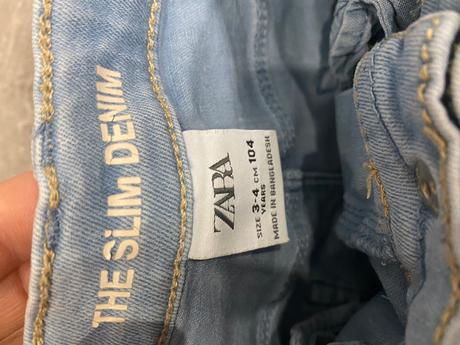 THE SLiM DENIM
ZARA
SIZE 3-4 CM 104
YEARS
MADE IN BANGLADESH